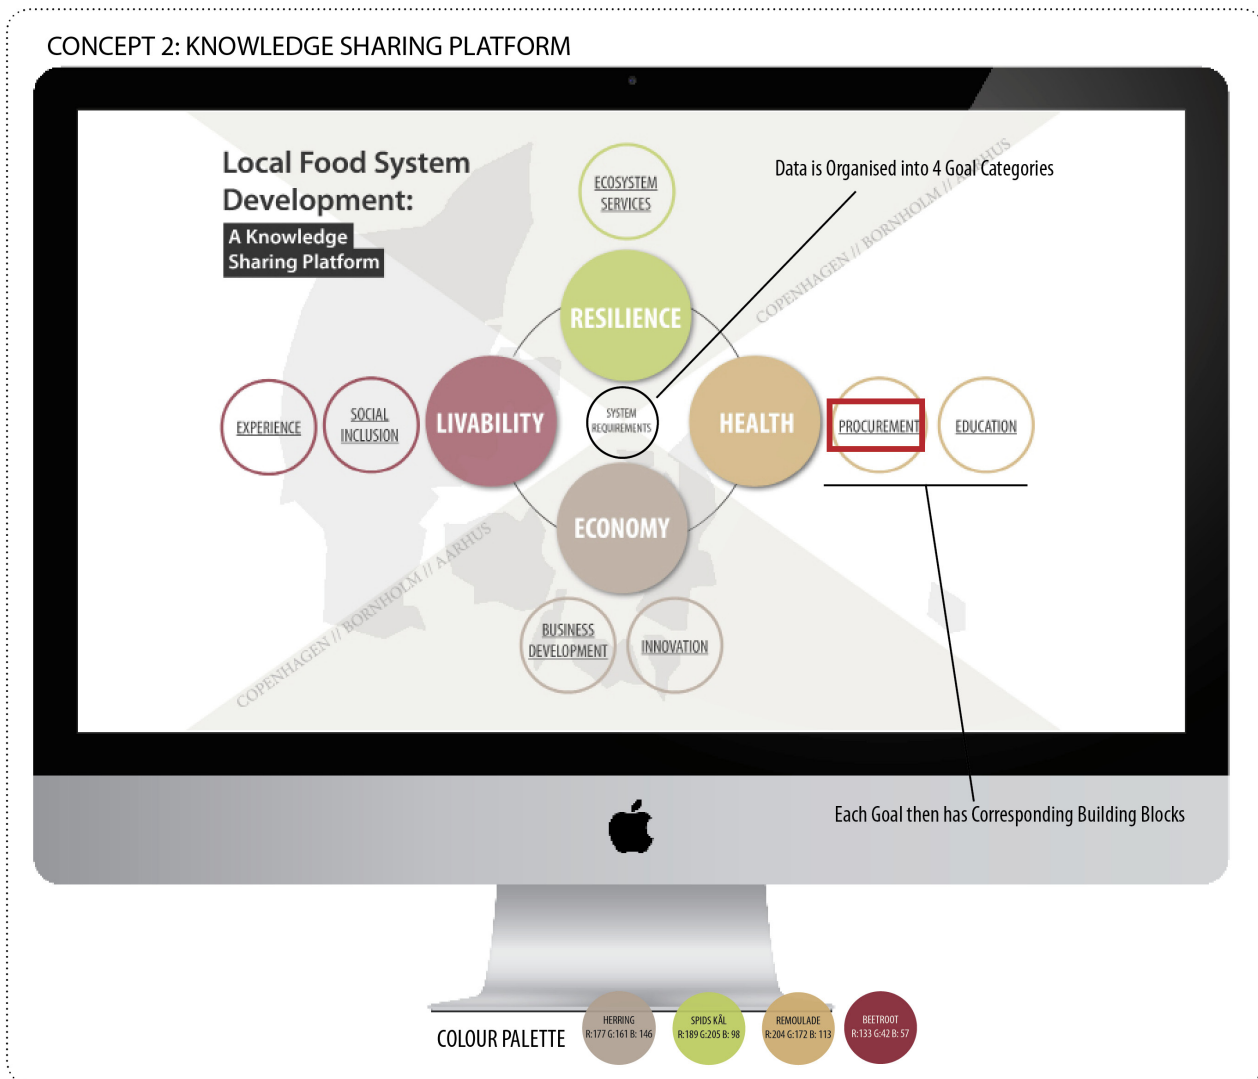 CONCEPT 2: KNOWLEDGE SHARING PLATFORM
Local Food System
Development:
A Knowledge
Sharing Platform
Data is Organised into 4 Goal Categories
COPENHAGEN // BORNHOLM // AARHUS
ECOSYSTEM
SERVICES
RESILIENCE
EXPERIENCE
SOCIAL
INCLUSION
LIVABILITY
SYSTEM
REQUIREMENTS
HEALTH
PROCUREMENT
EDUCATION
ECONOMY
COPENHAGEN // BORNHOLM // AARHUS
BUSINESS
DEVELOPMENT
INNOVATION
Each Goal then has Corresponding Building Blocks
COLOUR PALETTE
HERRING
R:177 G:161 B: 146
SPIDS KÅL
R:189 G:205 B: 98
REMOULADE
R:204 G:172 B: 113
BEETROOT
R:133 G:42 B: 57